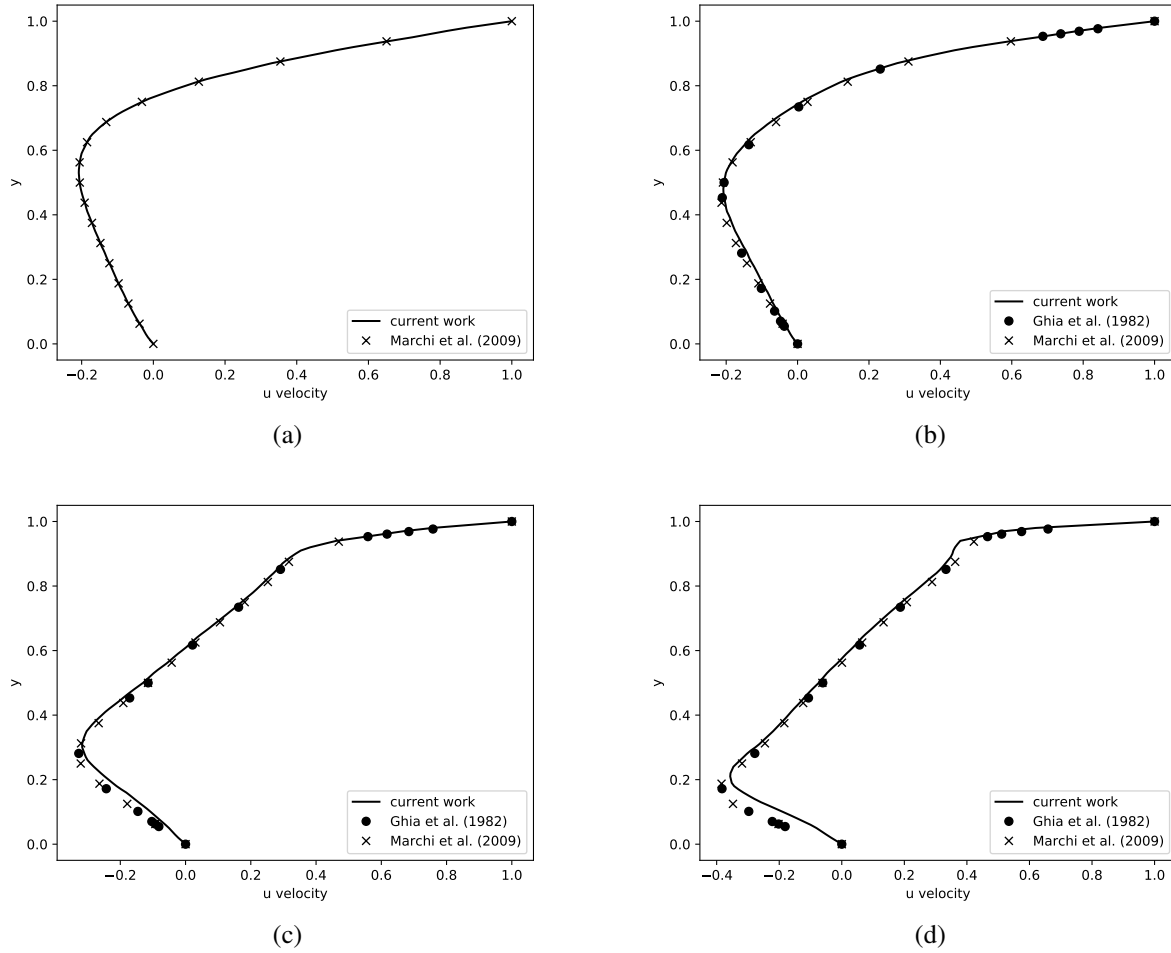 1.0
0.8
0.6
0.4
0.2
0.0
y
−0.2 0.0 0.2 0.4 0.6 0.8 1.0
u velocity
current work
Marchi et al. (2009)
(a)
1.0
0.8
0.6
0.4
0.2
0.0
y
−0.2 0.0 0.2 0.4 0.6 0.8 1.0
u velocity
current work
Ghia et al. (1982)
Marchi et al. (2009)
(b)
1.0
0.8
0.6
0.4
0.2
0.0
y
−0.2 0.0 0.2 0.4 0.6 0.8 1.0
u velocity
current work
Ghia et al. (1982)
Marchi et al. (2009)
(c)
1.0
0.8
0.6
0.4
0.2
0.0
y
−0.4 −0.2 0.0 0.2 0.4 0.6 0.8 1.0
u velocity
current work
Ghia et al. (1982)
Marchi et al. (2009)
(d)